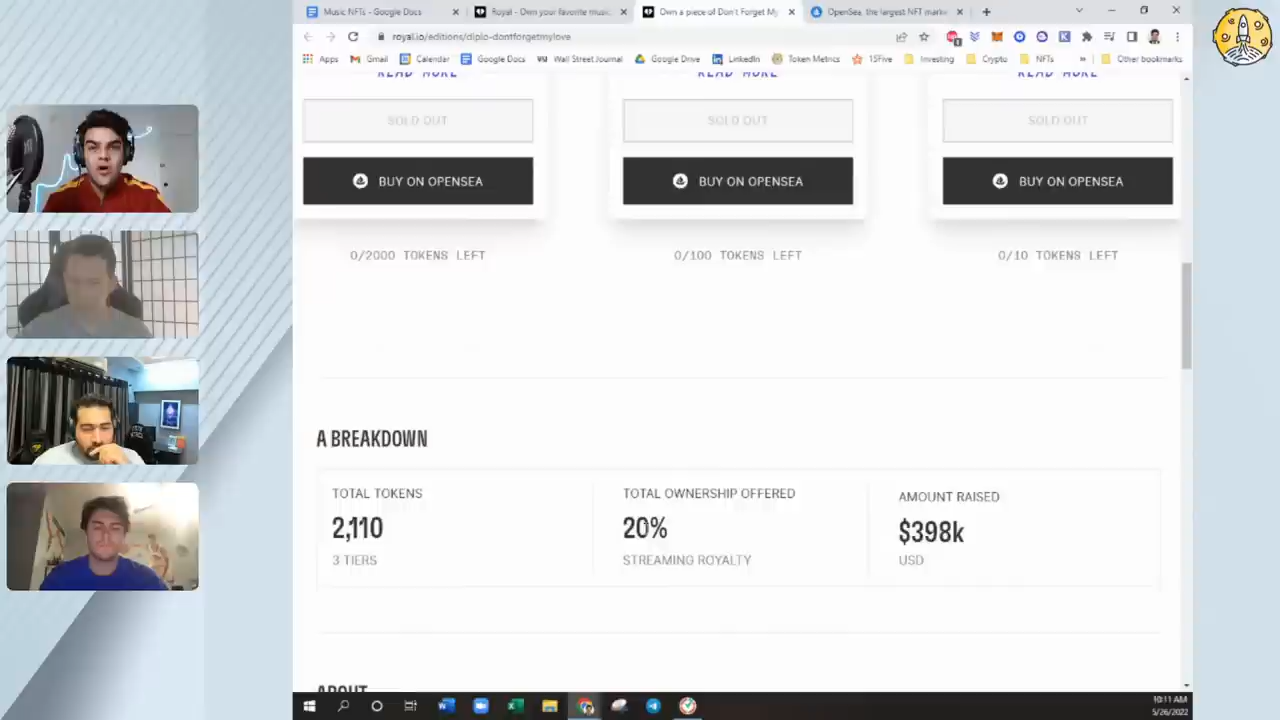 Music NFTs - Google Docs
Royal - Own your favorite music
Own a piece of Don't Forget My
OpenSea, the largest NFT mark
royal.io/editions/diplo-dontforgetmylove
Apps Gmail Calendar Google Docs Wall Street Journal Google Drive LinkedIn Token Metrics 15Five Investing Crypto NFTs » Other bookmarks
READ MORE READ MORE READ MORE
SOLD OUT SOLD OUT SOLD OUT
BUY ON OPENSEA BUY ON OPENSEA BUY ON OPENSEA
0/2000 TOKENS LEFT 0/100 TOKENS LEFT 0/10 TOKENS LEFT
A BREAKDOWN
TOTAL TOKENS TOTAL OWNERSHIP OFFERED AMOUNT RAISED
2,110 20% $398k
3 TIERS STREAMING ROYALTY USD
ABOUT
10:11 AM
5/26/2022